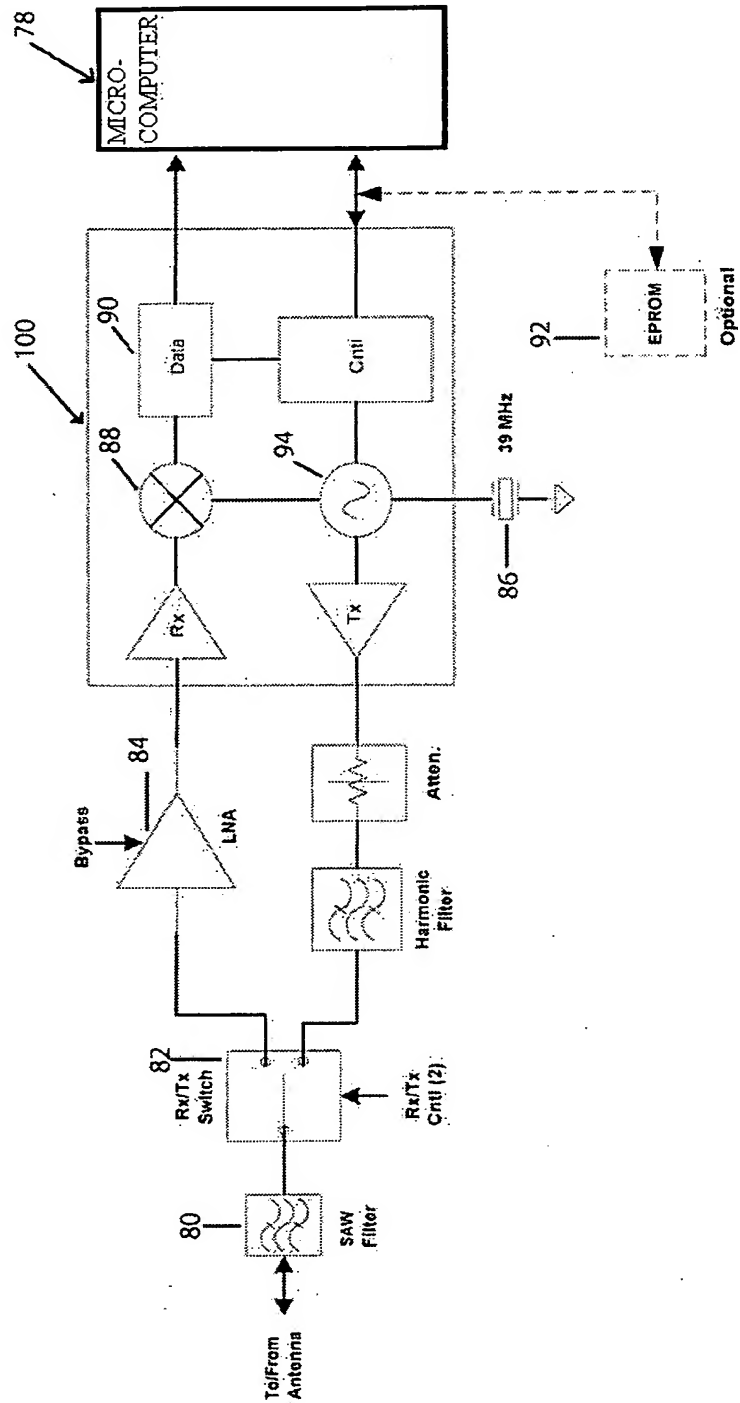 To/From
Antenna
80
SAW
Filter
82
Rx/Tx
Switch
Rx/Tx
Cntl (2)
Bypass
84
LNA
Harmonic
Filter
Atten.
100
Rx
88
90
Data
Tx
94
Cntl
86
39 MHz
92
EPROM
Optional
MICRO-
COMPUTER
78